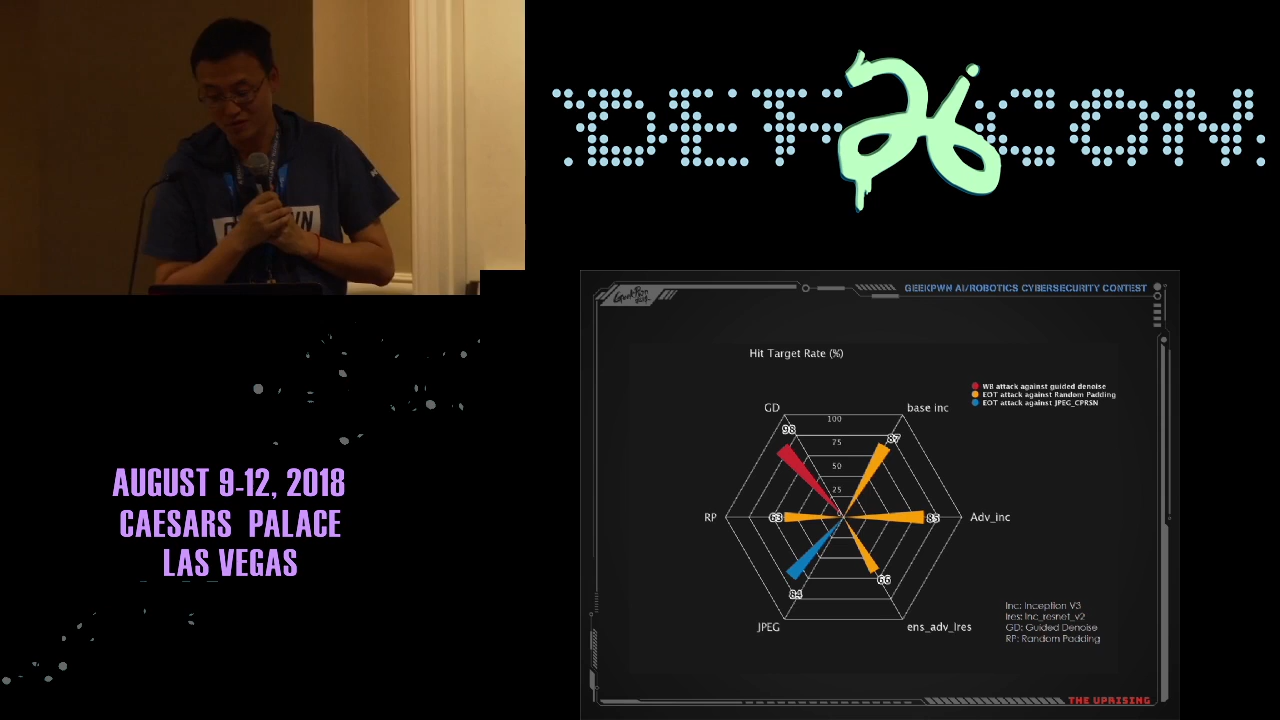 DEF CON
26
AUGUST 9-12, 2018
CAESARS PALACE
LAS VEGAS
GeekPwn
GEEKPWN AI/ROBOTICS CYBERSECURITY CONTEST
Hit Target Rate (%)
WB attack against guided denoise
EOT attack against Random Padding
EOT attack against JPEG_CPRSN
GD
base inc
100
98
87
75
50
25
0
RP
63
85
Adv_inc
66
84
JPEG
ens_adv_ires
Inc: Inception V3
Ires: inc_resnet_v2
GD: Guided Denoise
RP: Random Padding
THE UPRISING